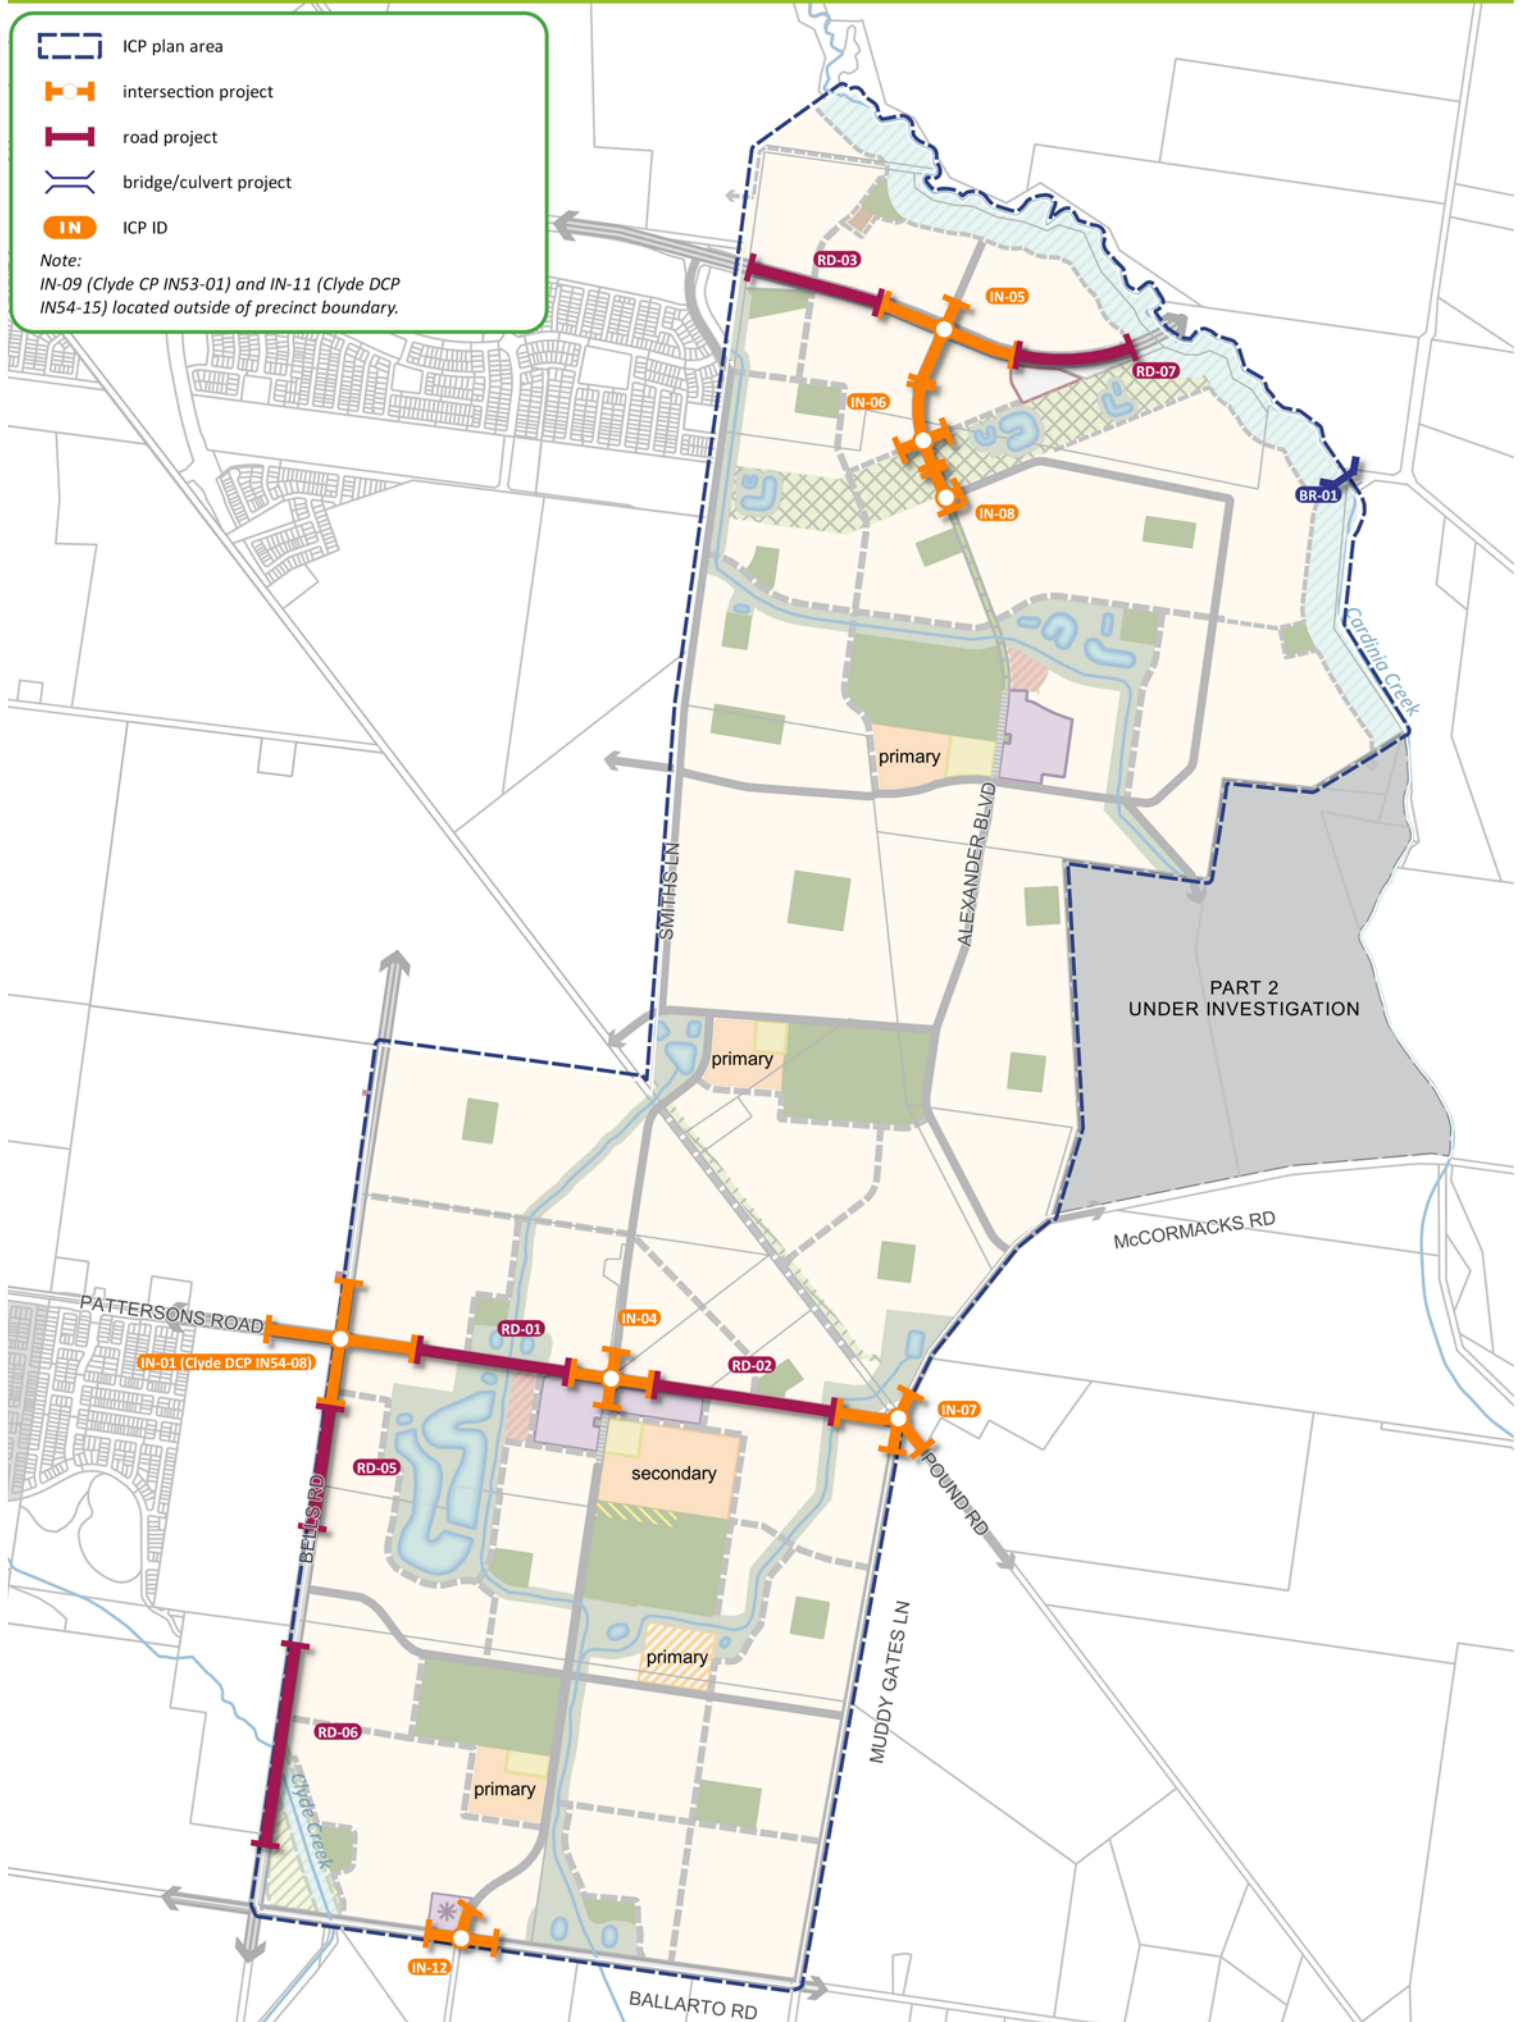 ICP plan area
intersection project
road project
bridge/culvert project
IN
ICP ID
Note:
IN-09 (Clyde CP IN53-01) and IN-11 (Clyde DCP
IN54-15) located outside of precinct boundary.
RD-03
IN-05
RD-07
IN-06
BR-01
IN-08
Cardinia Creek
primary
ALEXANDER BLVD
SMITHS LN
PART 2
UNDER INVESTIGATION
primary
McCORMACKS RD
PATTERSONS ROAD
IN-04
RD-01
IN-01 (Clyde DCP IN54-08)
RD-02
IN-07
RD-05
secondary
POUND RD
BELLS RD
primary
MUDDY GATES LN
RD-06
primary
Clyde Creek
IN-12
BALLARTO RD